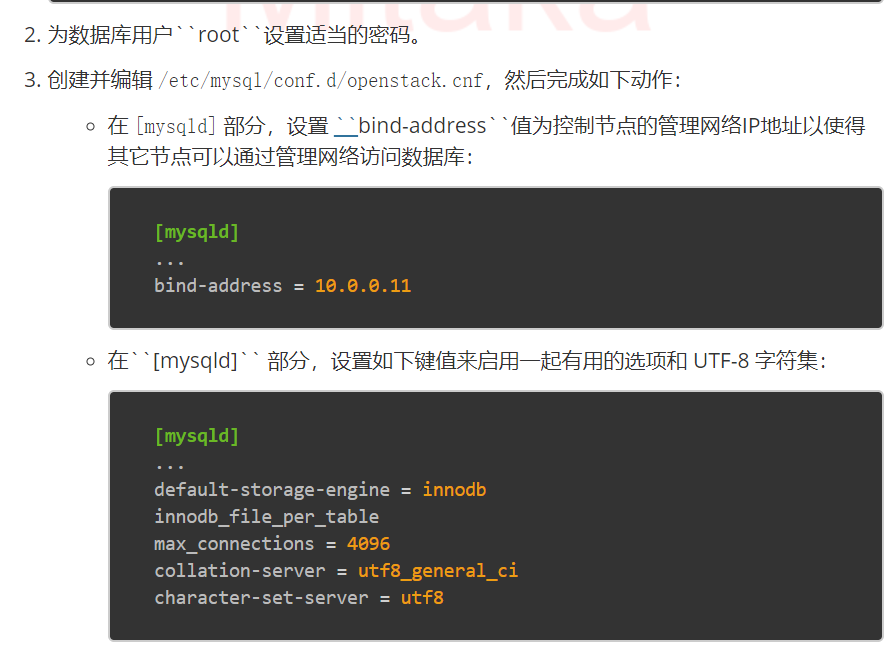 Mitaka
2. 为数据库用户``root``设置适当的密码。
3. 创建并编辑 /etc/mysql/conf.d/openstack.cnf，然后完成如下动作：
在 [mysqld] 部分，设置 ``bind-address``值为控制节点的管理网络IP地址以使得
其它节点可以通过管理网络访问数据库：
[mysqld]
...
bind-address = 10.0.0.11
在``[mysqld]`` 部分，设置如下键值来启用一起有用的选项和 UTF-8 字符集：
[mysqld]
...
default-storage-engine = innodb
innodb_file_per_table
max_connections = 4096
collation-server = utf8_general_ci
character-set-server = utf8